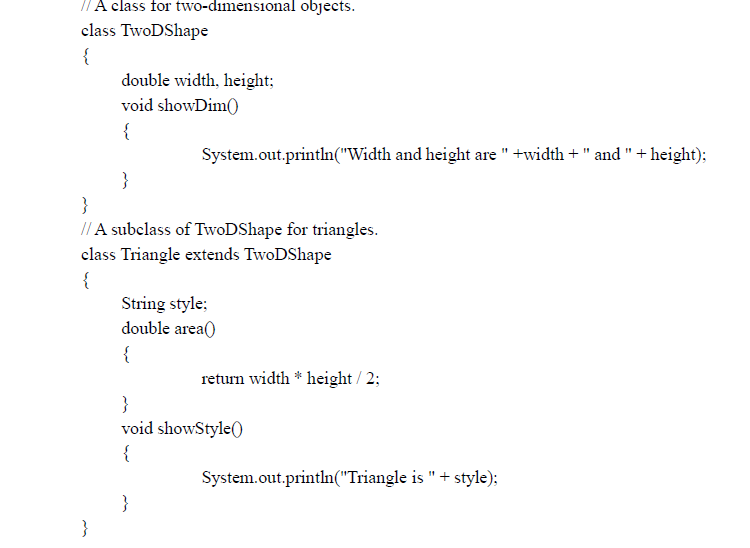 // A class for two-dimensional objects.
class TwoDShape
{
double width, height;
void showDim()
{
System.out.println("Width and height are " +width + " and " + height);
}
}
// A subclass of TwoDShape for triangles.
class Triangle extends TwoDShape
{
String style;
double area()
{
return width * height / 2;
}
void showStyle()
{
System.out.println("Triangle is " + style);
}
}